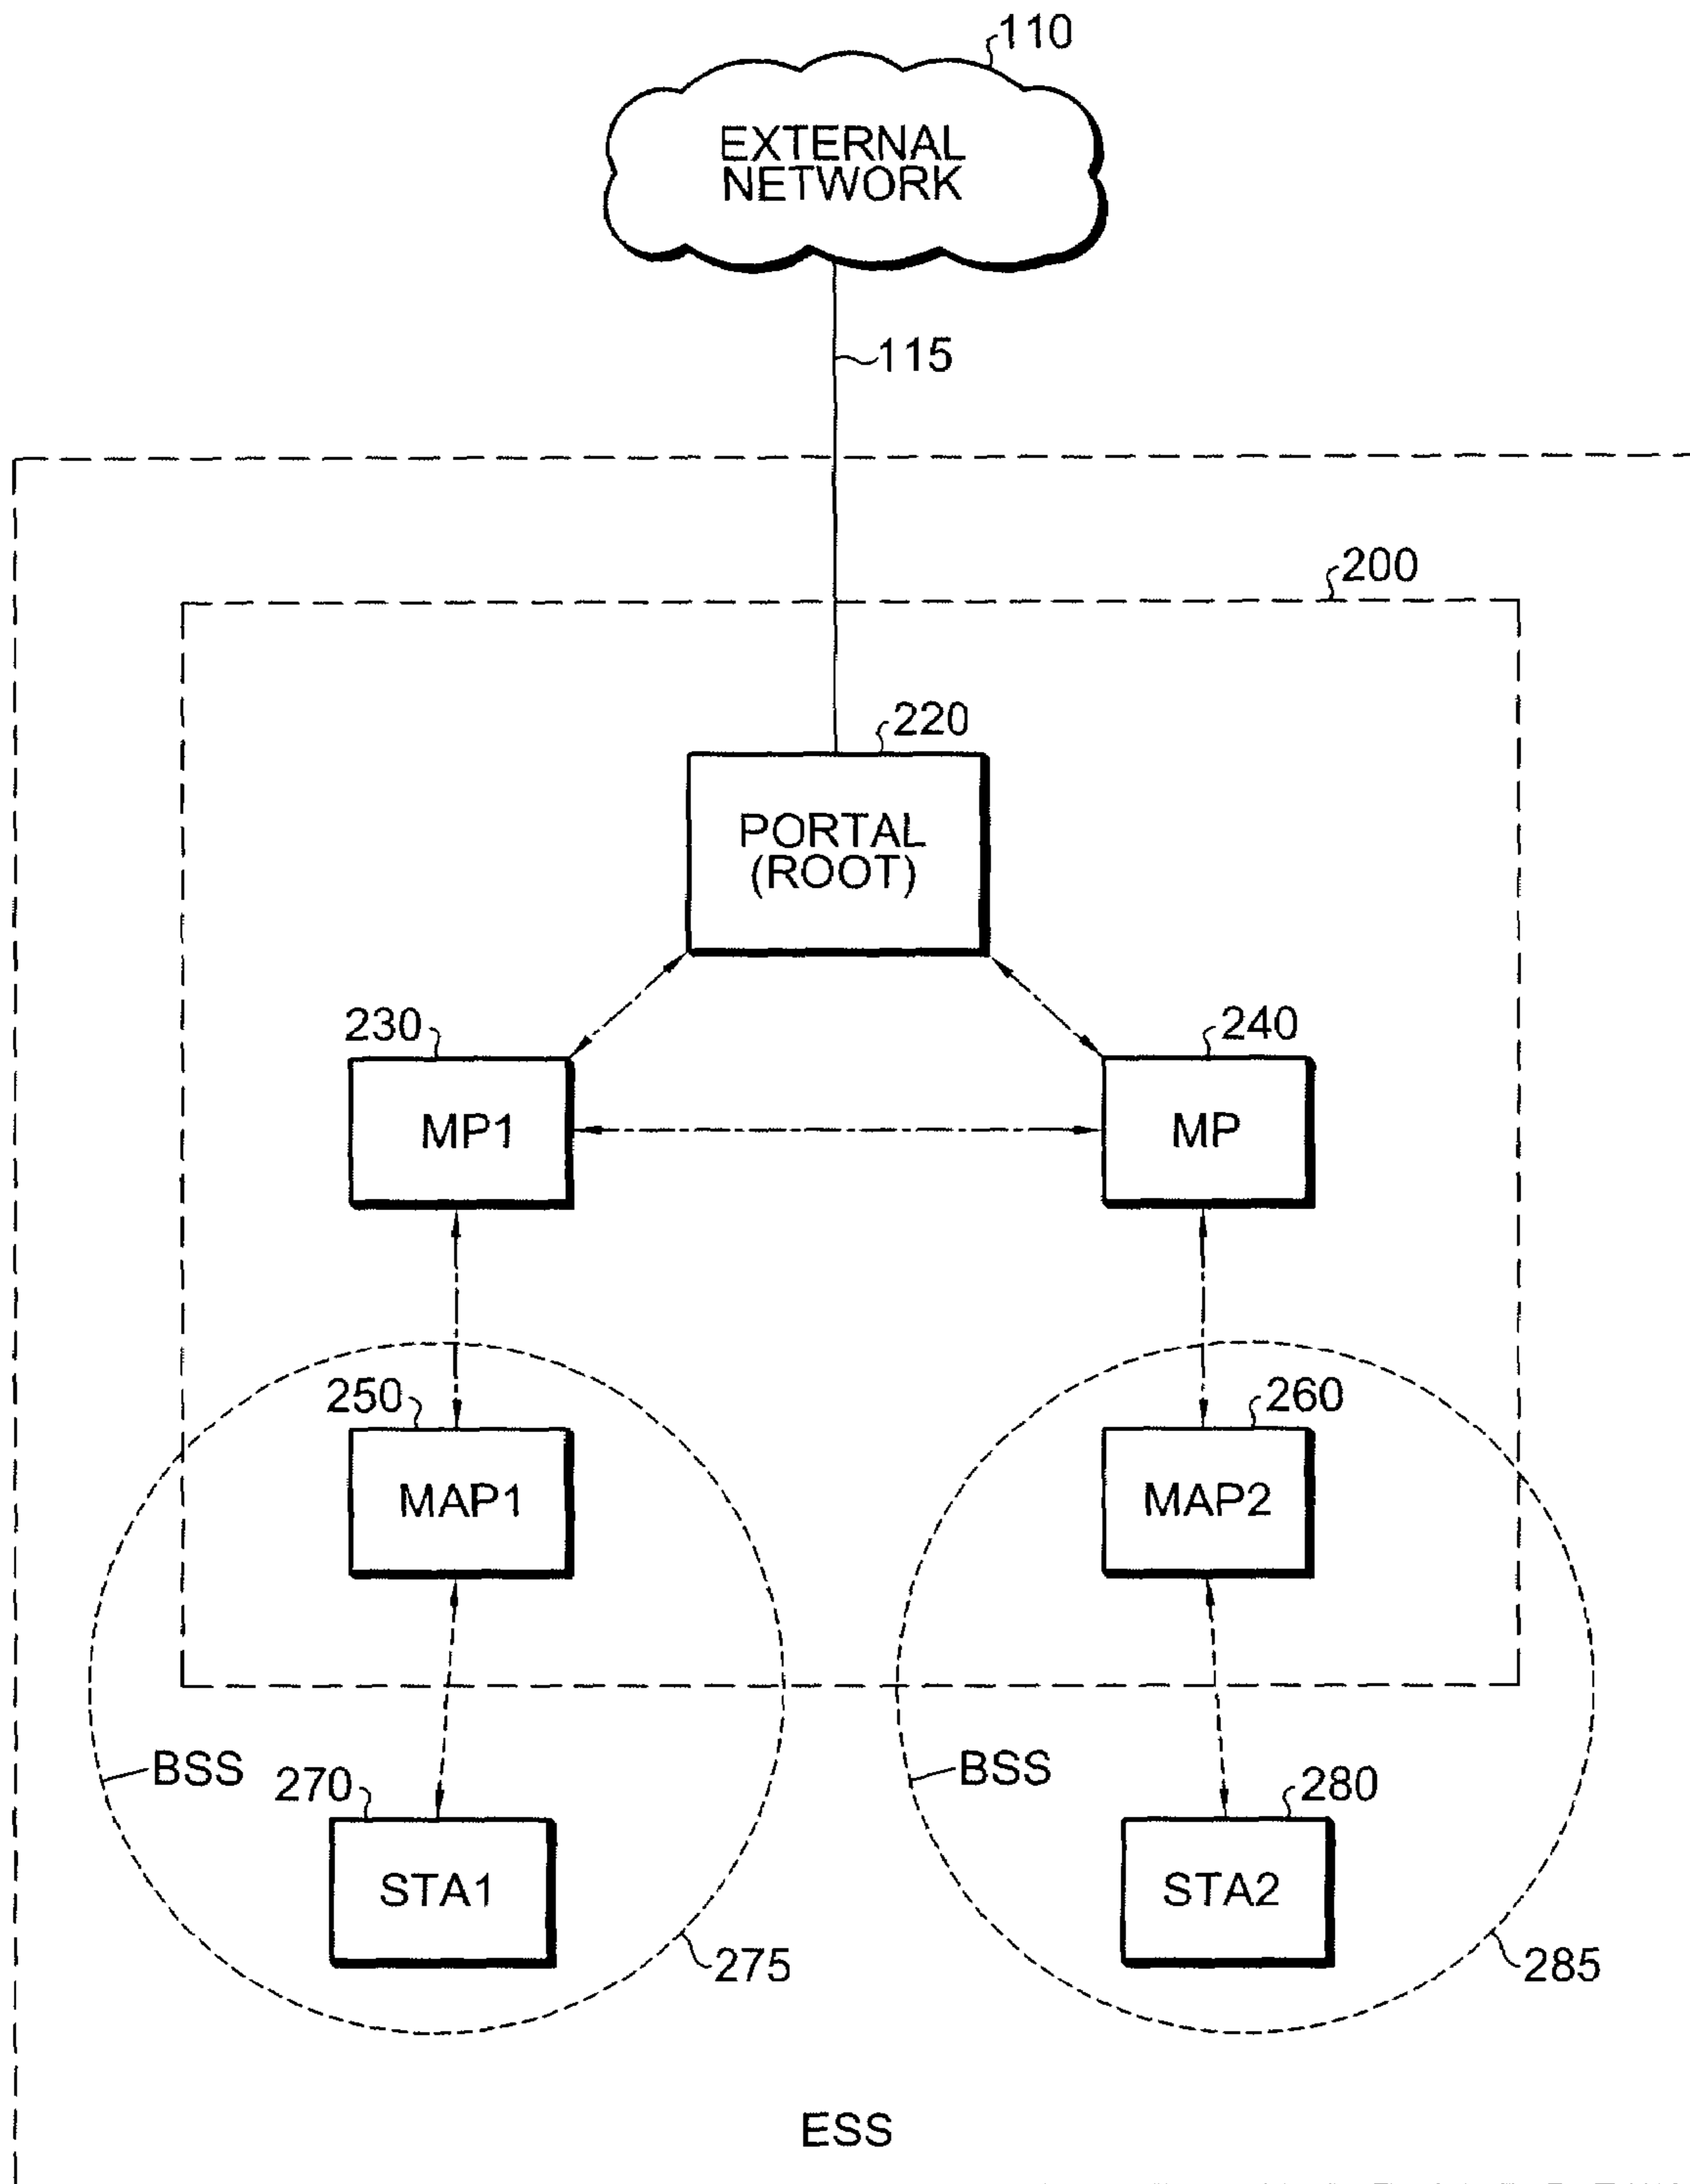 110
EXTERNAL
NETWORK
115
200
220
PORTAL
(ROOT)
230
240
MP1
MP
250
260
MAP1
MAP2
BSS
BSS
270
280
STA1
STA2
275
285
ESS